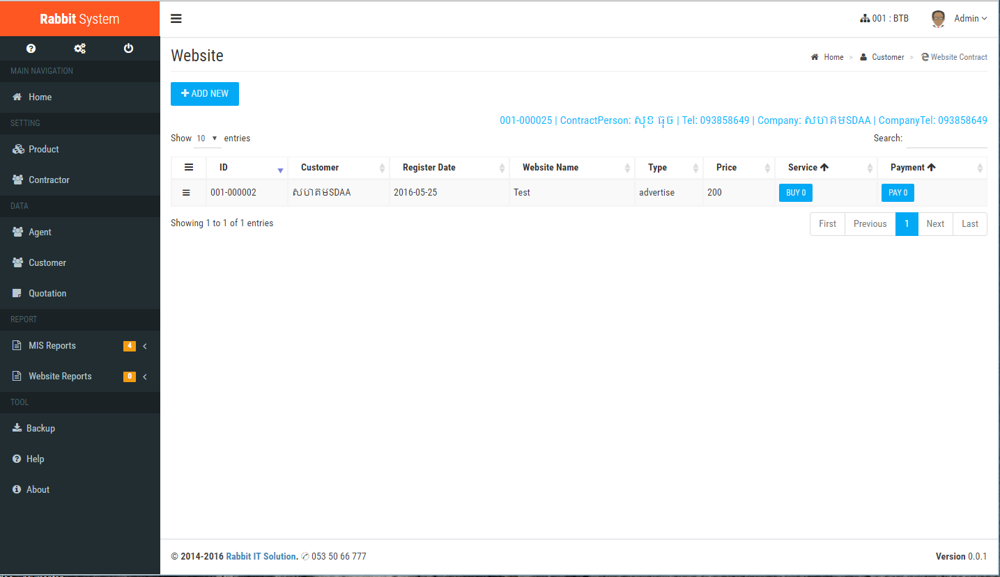 Rabbit System
001 : BTB Admin
MAIN NAVIGATION
Home
SETTING
Product
Contractor
DATA
Agent
Customer
Quotation
REPORT
MIS Reports 4
Website Reports 0
TOOL
Backup
Help
About
Website
Home > Customer > Website Contract
ADD NEW
001-000025 | ContractPerson: សុខ ធុច | Tel: 093858649 | Company: សហគមSDAA | CompanyTel: 093858649
Show 10 entries Search:
ID Customer Register Date Website Name Type Price Service Payment
001-000002 សហគមSDAA 2016-05-25 Test advertise 200 BUY 0 PAY 0
Showing 1 to 1 of 1 entries First Previous 1 Next Last
© 2014-2016 Rabbit IT Solution. ✆ 053 50 66 777 Version 0.0.1